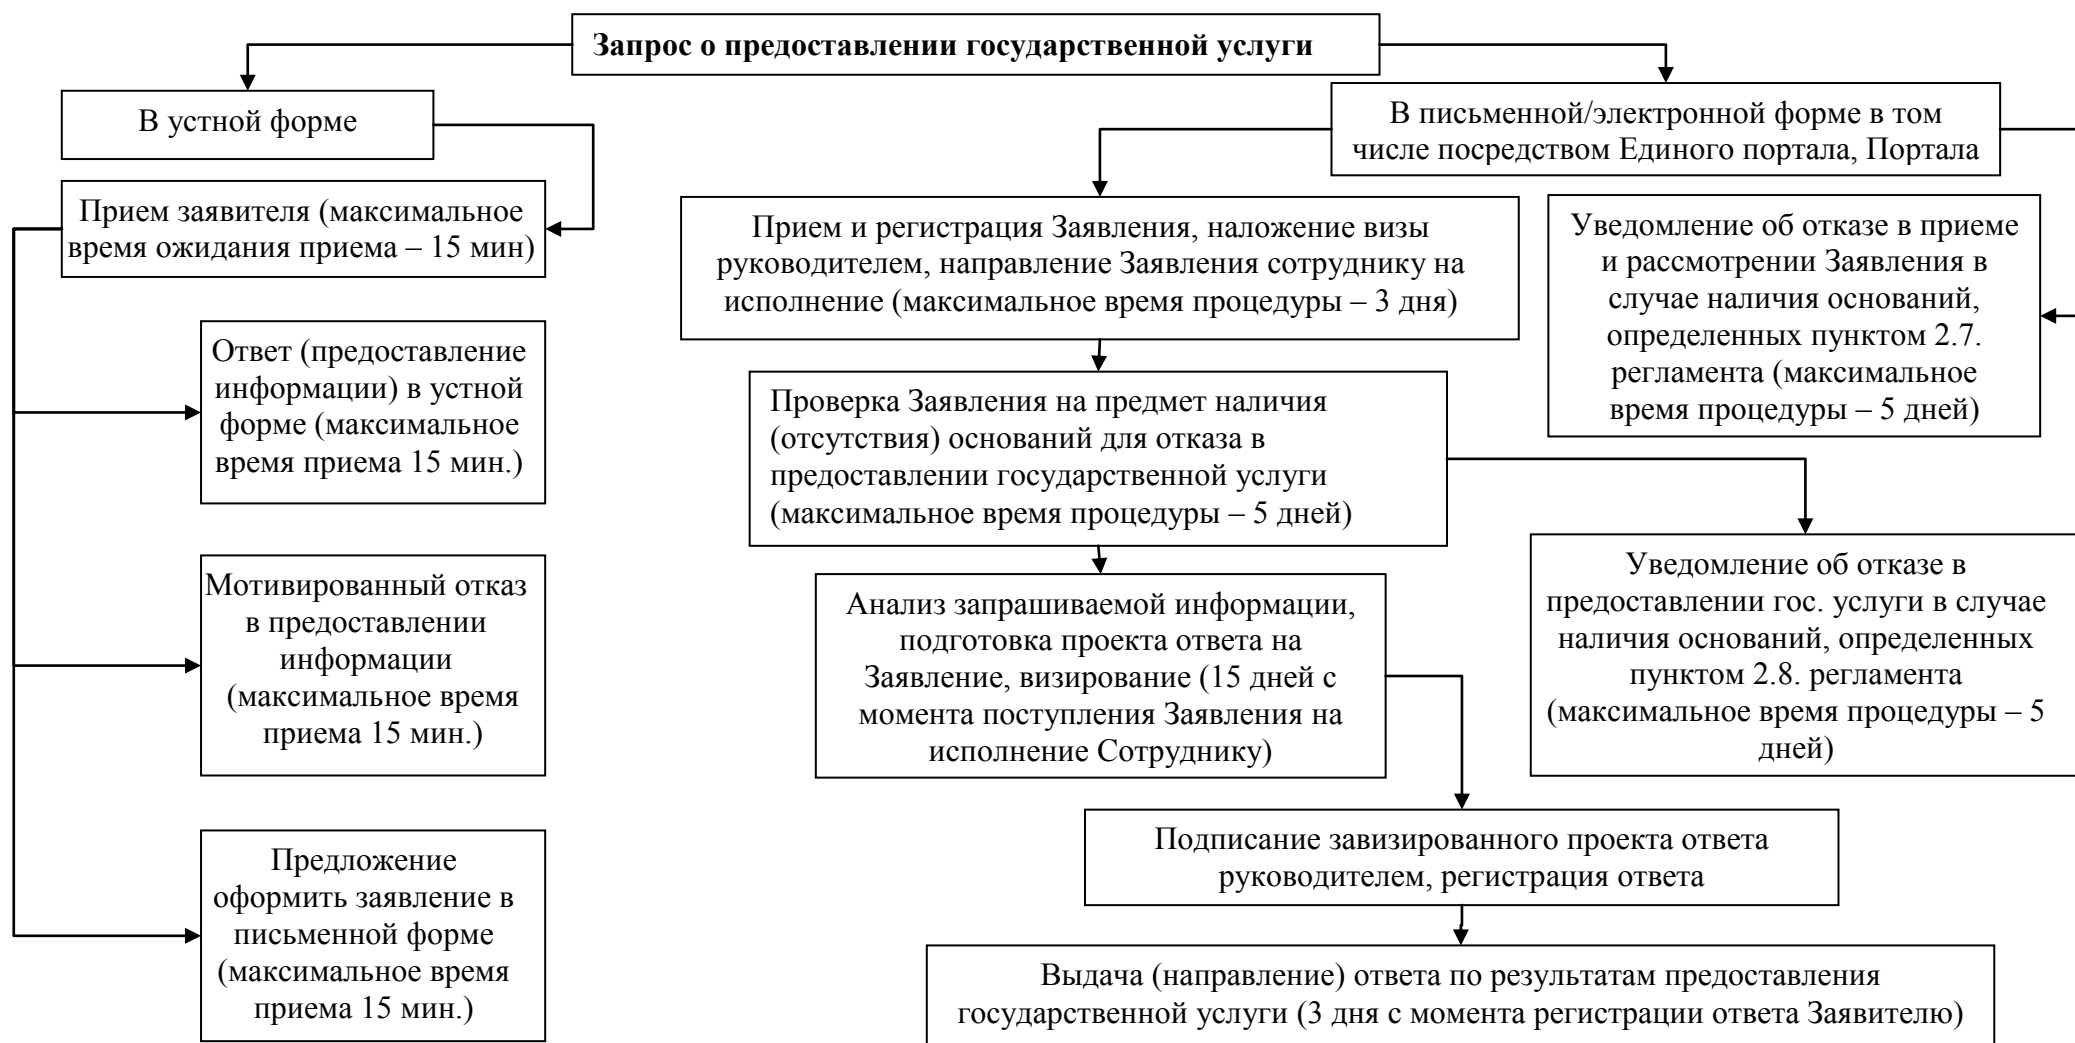 Запрос о предоставлении государственной услуги
В устной форме
В письменной/электронной форме в том
числе посредством Единого портала, Портала
Прием заявителя (максимальное
время ожидания приема – 15 мин)
Прием и регистрация Заявления, наложение визы
руководителем, направление Заявления сотруднику на
исполнение (максимальное время процедуры – 3 дня)
Уведомление об отказе в приеме
и рассмотрении Заявления в
случае наличия оснований,
определенных пунктом 2.7.
регламента (максимальное
время процедуры – 5 дней)
Ответ (предоставление
информации) в устной
форме (максимальное
время приема 15 мин.)
Проверка Заявления на предмет наличия
(отсутствия) оснований для отказа в
предоставлении государственной услуги
(максимальное время процедуры – 5 дней)
Мотивированный отказ
в предоставлении
информации
(максимальное время
приема 15 мин.)
Анализ запрашиваемой информации,
подготовка проекта ответа на
Заявление, визирование (15 дней с
момента поступления Заявления на
исполнение Сотруднику)
Уведомление об отказе в
предоставлении гос. услуги в случае
наличия оснований, определенных
пунктом 2.8. регламента
(максимальное время процедуры – 5
дней)
Предложение
оформить заявление в
письменной форме
(максимальное время
приема 15 мин.)
Подписание завизированного проекта ответа
руководителем, регистрация ответа
Выдача (направление) ответа по результатам предоставления
государственной услуги (3 дня с момента регистрации ответа Заявителю)